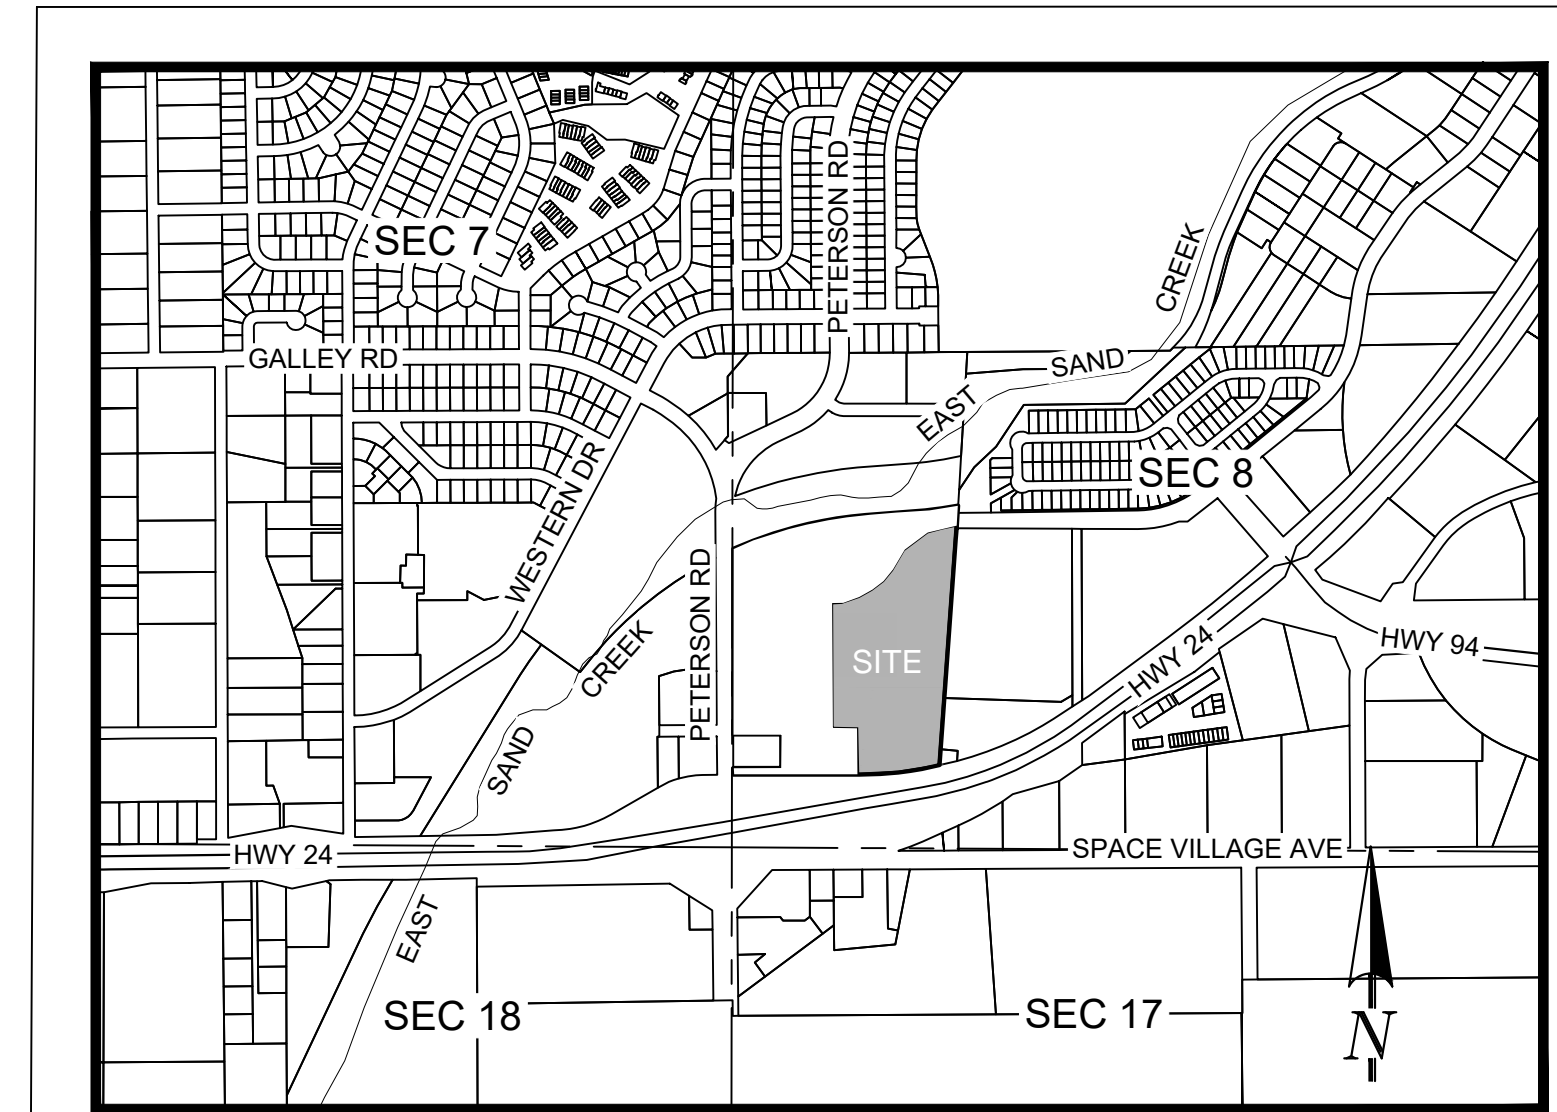 PETERSON RD
SEC 7
CREEK
GALLEY RD
SAND
EAST
SEC 8
WESTERN DR
PETERSON RD
HWY 94
SITE
CREEK
HWY 24
SAND
HWY 24
SPACE VILLAGE AVE
EAST
SEC 18
SEC 17
N